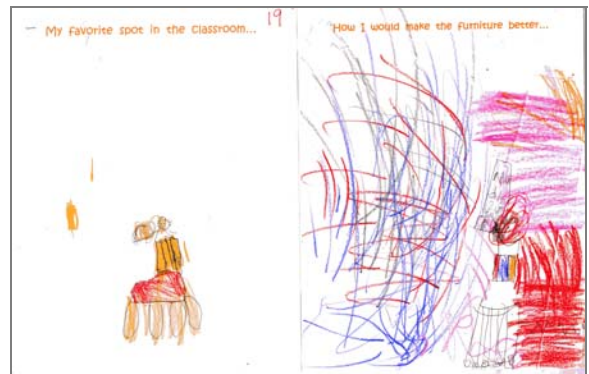 My favorite spot in the classroom...
19
How I would make the furniture better...